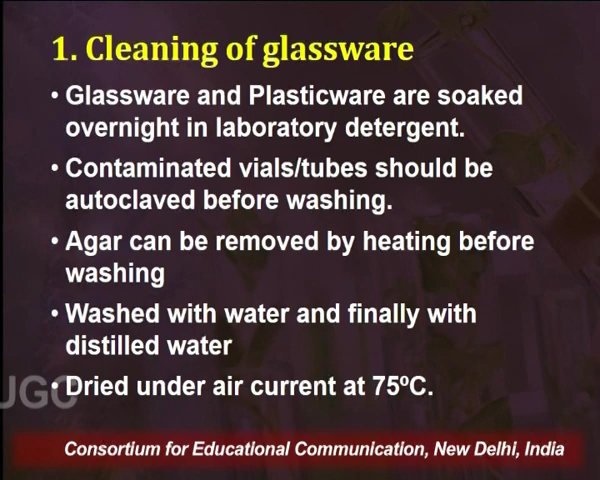 1. Cleaning of glassware
• Glassware and Plasticware are soaked
overnight in laboratory detergent.
• Contaminated vials/tubes should be
autoclaved before washing.
• Agar can be removed by heating before
washing
• Washed with water and finally with
distilled water
• Dried under air current at 75ºC.
UGC
Consortium for Educational Communication, New Delhi, India